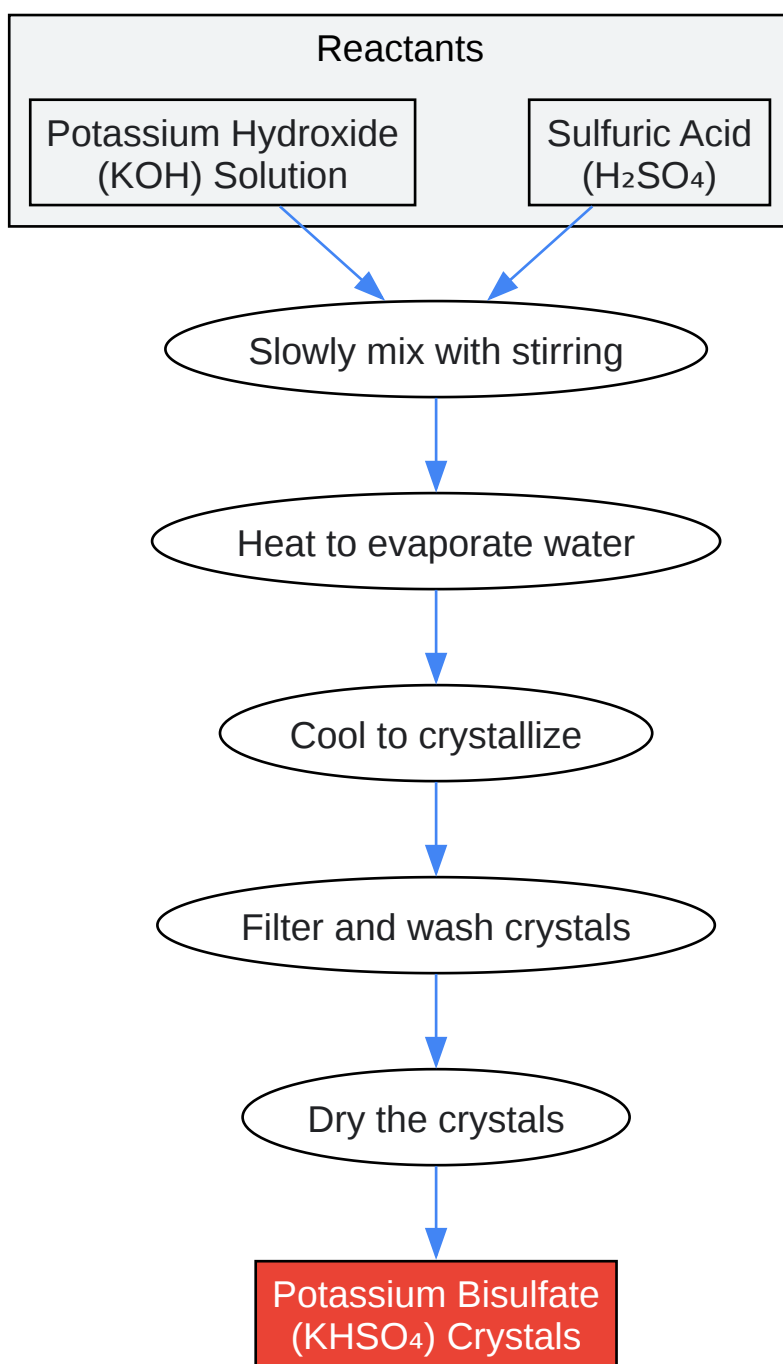 Reactants
Potassium Hydroxide
(KOH) Solution
Sulfuric Acid
(H₂SO₄)
Slowly mix with stirring
Heat to evaporate water
Cool to crystallize
Filter and wash crystals
Dry the crystals
Potassium Bisulfate
(KHSO₄) Crystals